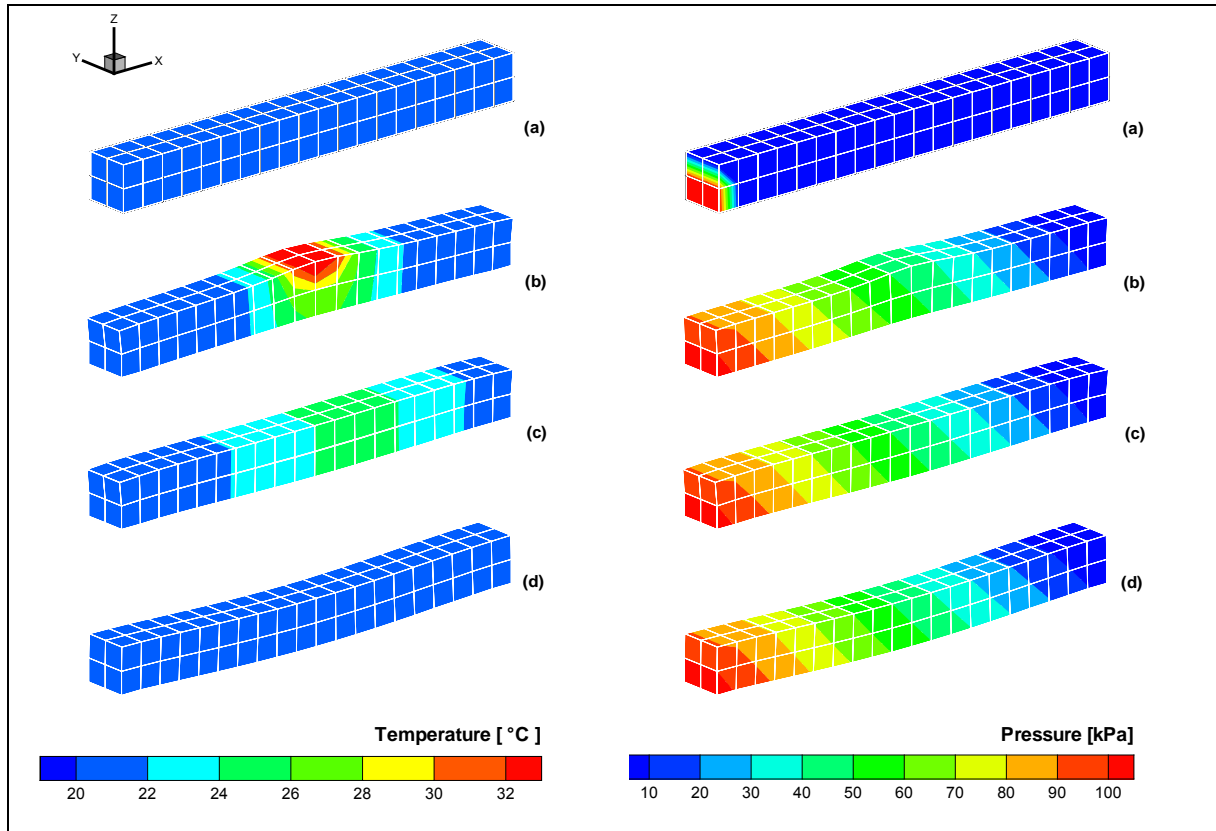 Z
Y X
(a) (a)
(b) (b)
(c) (c)
(d) (d)
Temperature [ °C ]
20 22 24 26 28 30 32
Pressure [kPa]
10 20 30 40 50 60 70 80 90 100